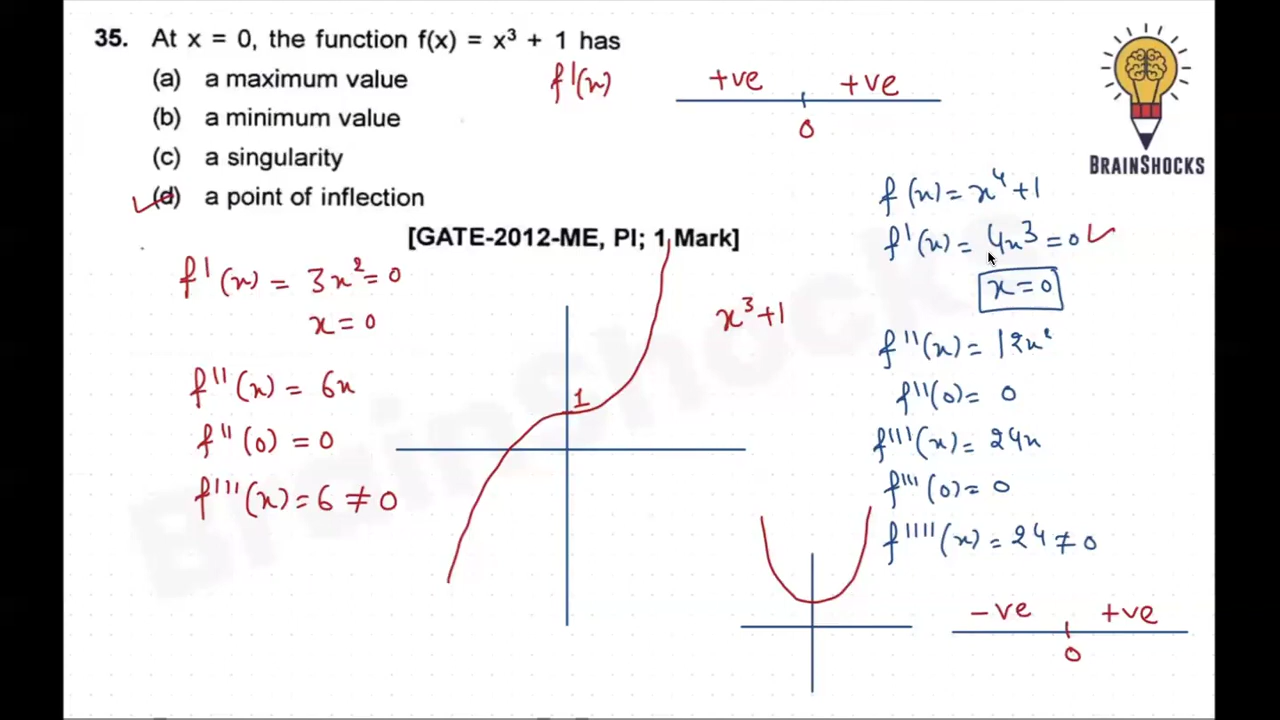 35. At x = 0, the function f(x) = x³ + 1 has
(a) a maximum value
(b) a minimum value
(c) a singularity
(d) a point of inflection
[GATE-2012-ME, PI; 1 Mark]
f'(x)
+ve +ve
0
BRAINSHOCKS
f'(x) = 3x² = 0
x = 0
f''(x) = 6x
f''(0) = 0
f'''(x) = 6 ≠ 0
1
x³+1
f(x) = x⁴+1
f'(x) = 4x³ = 0
x = 0
f''(x) = 12x²
f''(0) = 0
f'''(x) = 24x
f'''(0) = 0
f''''(x) = 24 ≠ 0
-ve +ve
0
BrainShocks